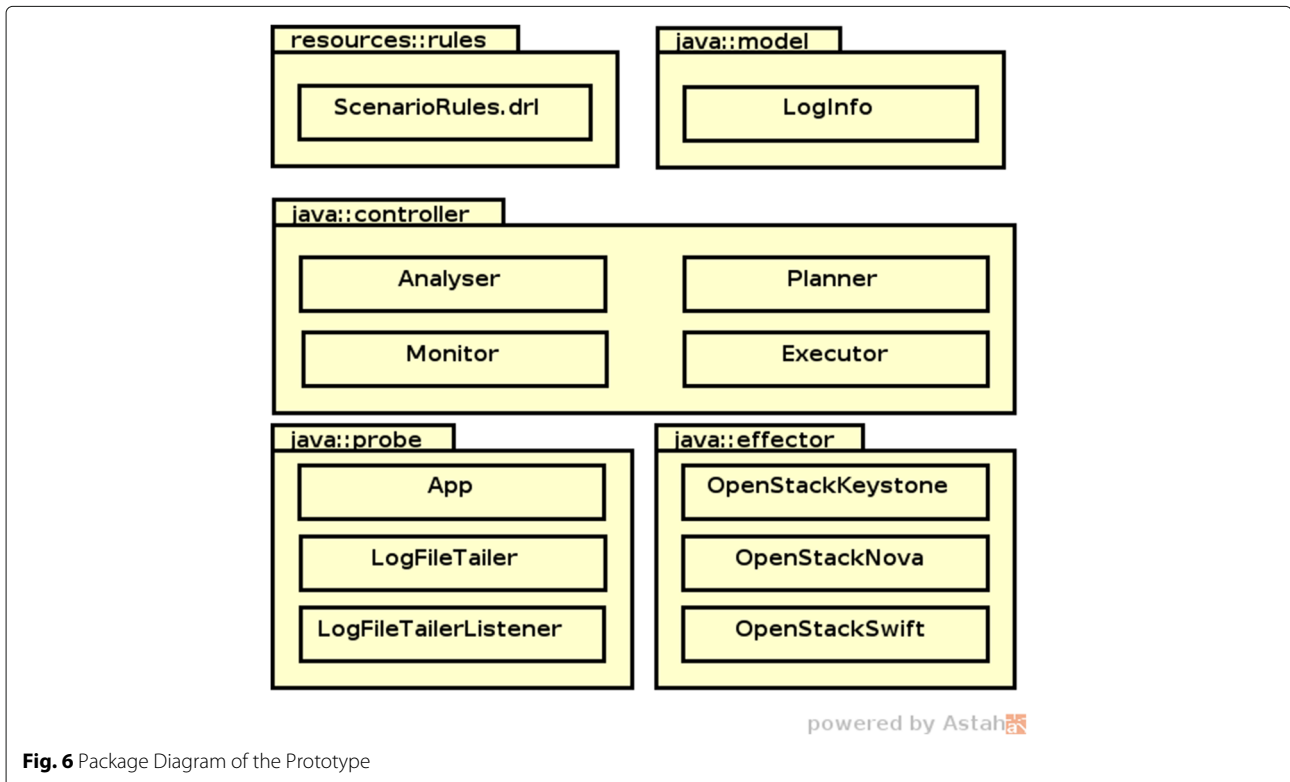 resources::rules
ScenarioRules.drl
java::model
LogInfo
java::controller
Analyser
Planner
Monitor
Executor
java::probe
App
LogFileTailer
LogFileTailerListener
java::effector
OpenStackKeystone
OpenStackNova
OpenStackSwift
powered by Astah
Fig. 6 Package Diagram of the Prototype